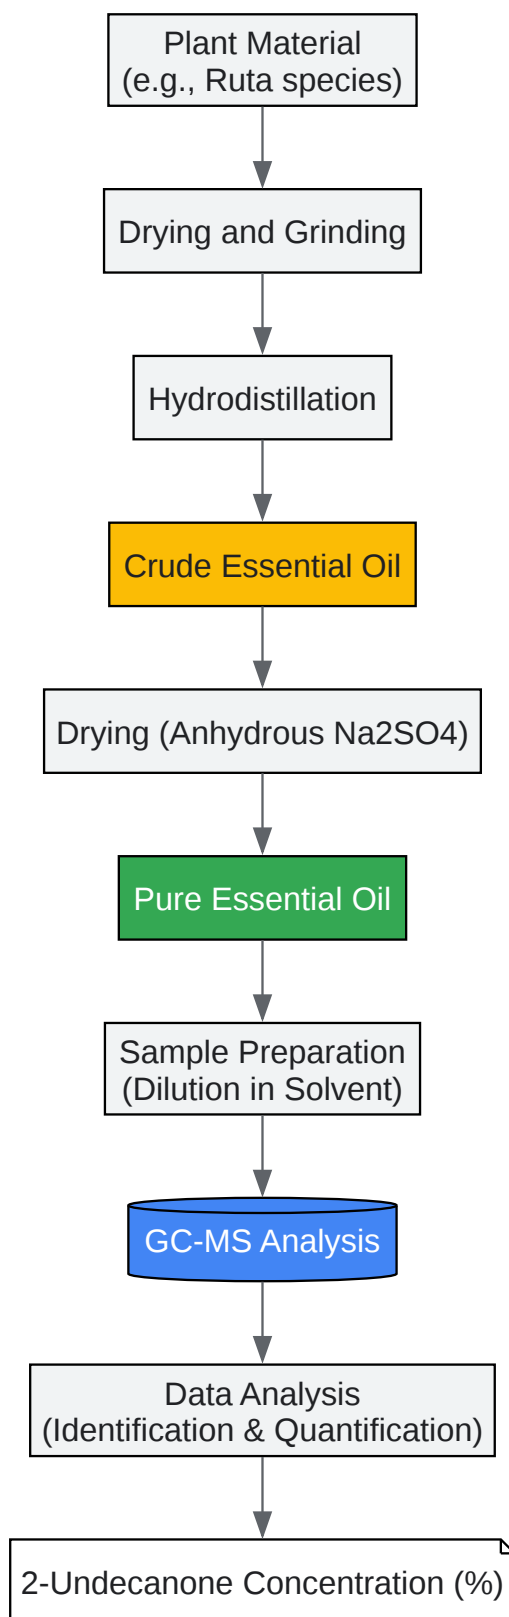 Plant Material
(e.g., Ruta species)
Drying and Grinding
Hydrodistillation
Crude Essential Oil
Drying (Anhydrous Na2SO4)
Pure Essential Oil
Sample Preparation
(Dilution in Solvent)
GC-MS Analysis
Data Analysis
(Identification & Quantification)
2-Undecanone Concentration (%)